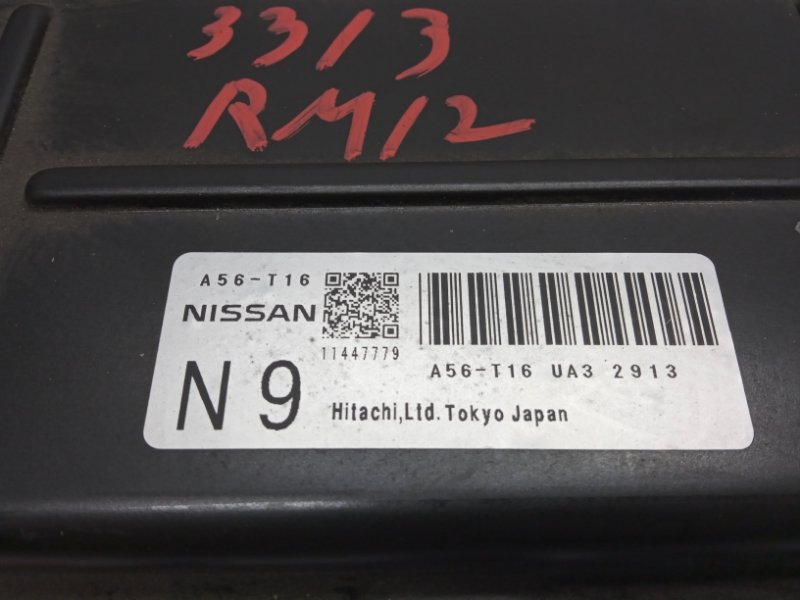 3313
RM12
A56-T16
NISSAN
11447779
N9
A56-T16 UA3 2913
Hitachi,Ltd. Tokyo Japan